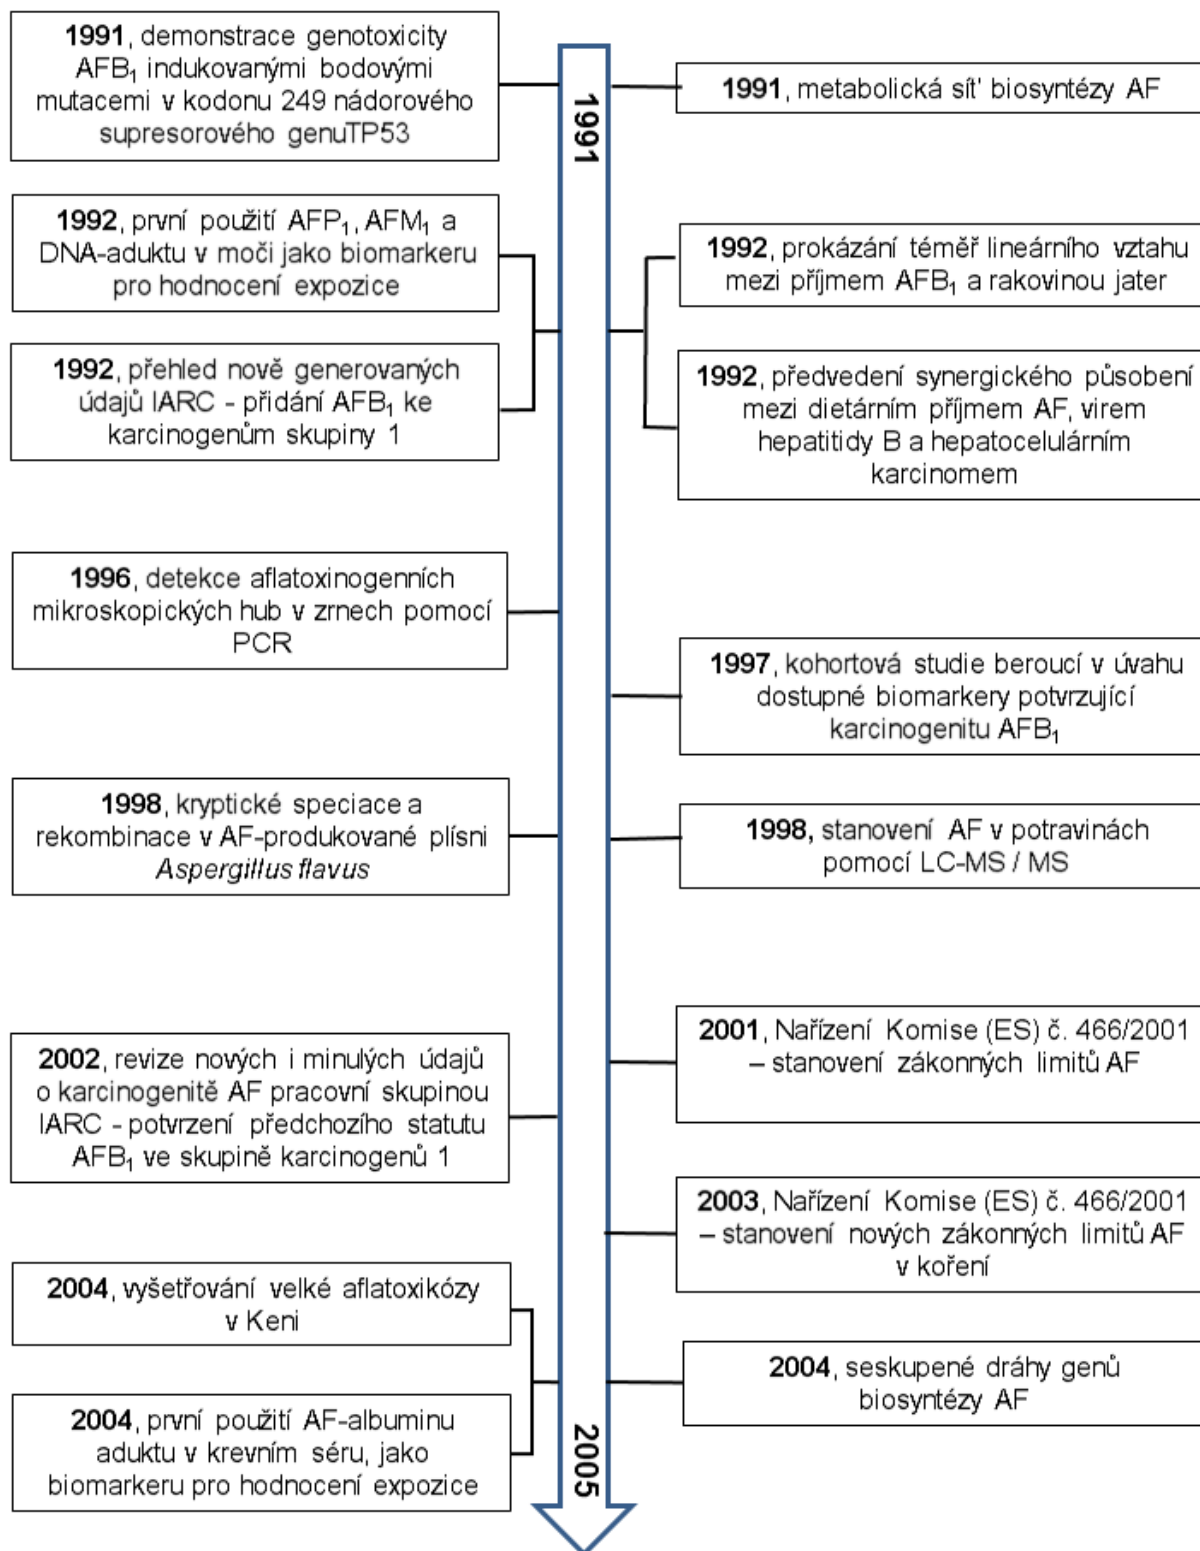 1991, demonstrace genotoxicity
AFB₁ indukovanými bodovými
mutacemi v kodonu 249 nádorového
supresorového genuTP53
1991, metabolická síť biosyntézy AF
1991
1992, první použití AFP₁, AFM₁ a
DNA-aduktu v moči jako biomarkeru
pro hodnocení expozice
1992, prokázání téměř lineárního vztahu
mezi příjmem AFB₁ a rakovinou jater
1992, přehled nově generovaných
údajů IARC - přidání AFB₁ ke
karcinogenům skupiny 1
1992, předvedení synergického působení
mezi dietárním příjmem AF, virem
hepatitidy B a hepatocelulárním
karcinomem
1996, detekce aflatoxinogenních
mikroskopických hub v zrnech pomocí
PCR
1997, kohortová studie beroucí v úvahu
dostupné biomarkery potvrzující
karcinogenitu AFB₁
1998, kryptické speciace a
rekombinace v AF-produkované plísni
Aspergillus flavus
1998, stanovení AF v potravinách
pomocí LC-MS / MS
2001, Nařízení Komise (ES) č. 466/2001
– stanovení zákonných limitů AF
2002, revize nových i minulých údajů
o karcinogenitě AF pracovní skupinou
IARC - potvrzení předchozího statutu
AFB₁ ve skupině karcinogenů 1
2003, Nařízení Komise (ES) č. 466/2001
– stanovení nových zákonných limitů AF
v koření
2004, vyšetřování velké aflatoxikózy
v Keni
2004, seskupené dráhy genů
biosyntézy AF
2004, první použití AF-albuminu
aduktu v krevním séru, jako
biomarkeru pro hodnocení expozice
2005